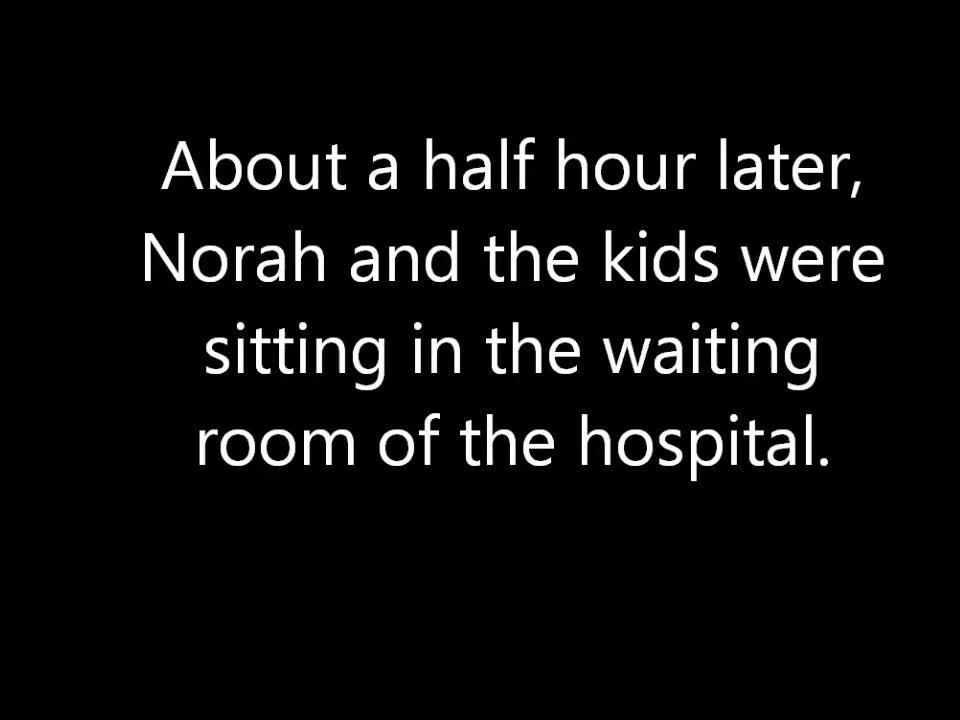 About a half hour later,
Norah and the kids were
sitting in the waiting
room of the hospital.